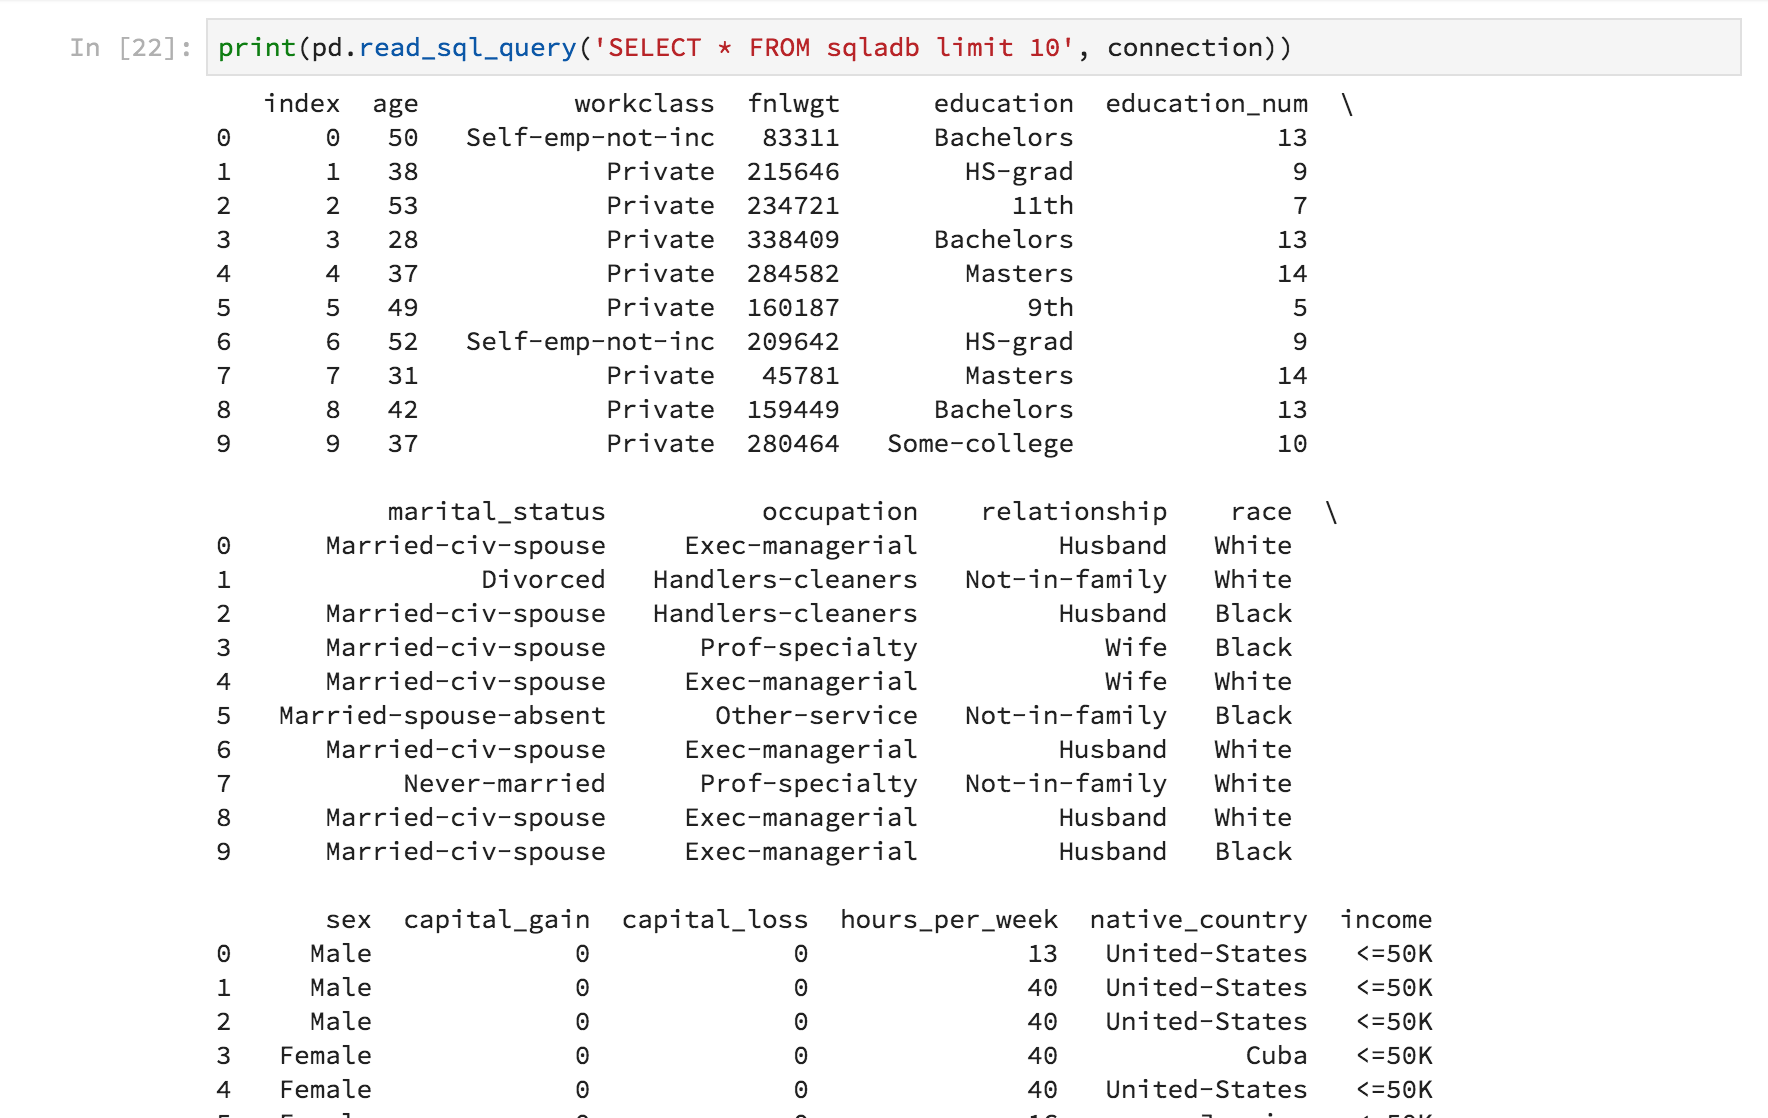 In [22]: print(pd.read_sql_query('SELECT * FROM sqladb limit 10', connection))
index age workclass fnlwgt education education_num \
0 0 50 Self-emp-not-inc 83311 Bachelors 13
1 1 38 Private 215646 HS-grad 9
2 2 53 Private 234721 11th 7
3 3 28 Private 338409 Bachelors 13
4 4 37 Private 284582 Masters 14
5 5 49 Private 160187 9th 5
6 6 52 Self-emp-not-inc 209642 HS-grad 9
7 7 31 Private 45781 Masters 14
8 8 42 Private 159449 Bachelors 13
9 9 37 Private 280464 Some-college 10
marital_status occupation relationship race \
0 Married-civ-spouse Exec-managerial Husband White
1 Divorced Handlers-cleaners Not-in-family White
2 Married-civ-spouse Handlers-cleaners Husband Black
3 Married-civ-spouse Prof-specialty Wife Black
4 Married-civ-spouse Exec-managerial Wife White
5 Married-spouse-absent Other-service Not-in-family Black
6 Married-civ-spouse Exec-managerial Husband White
7 Never-married Prof-specialty Not-in-family White
8 Married-civ-spouse Exec-managerial Husband White
9 Married-civ-spouse Exec-managerial Husband Black
sex capital_gain capital_loss hours_per_week native_country income
0 Male 0 0 13 United-States <=50K
1 Male 0 0 40 United-States <=50K
2 Male 0 0 40 United-States <=50K
3 Female 0 0 40 Cuba <=50K
4 Female 0 0 40 United-States <=50K